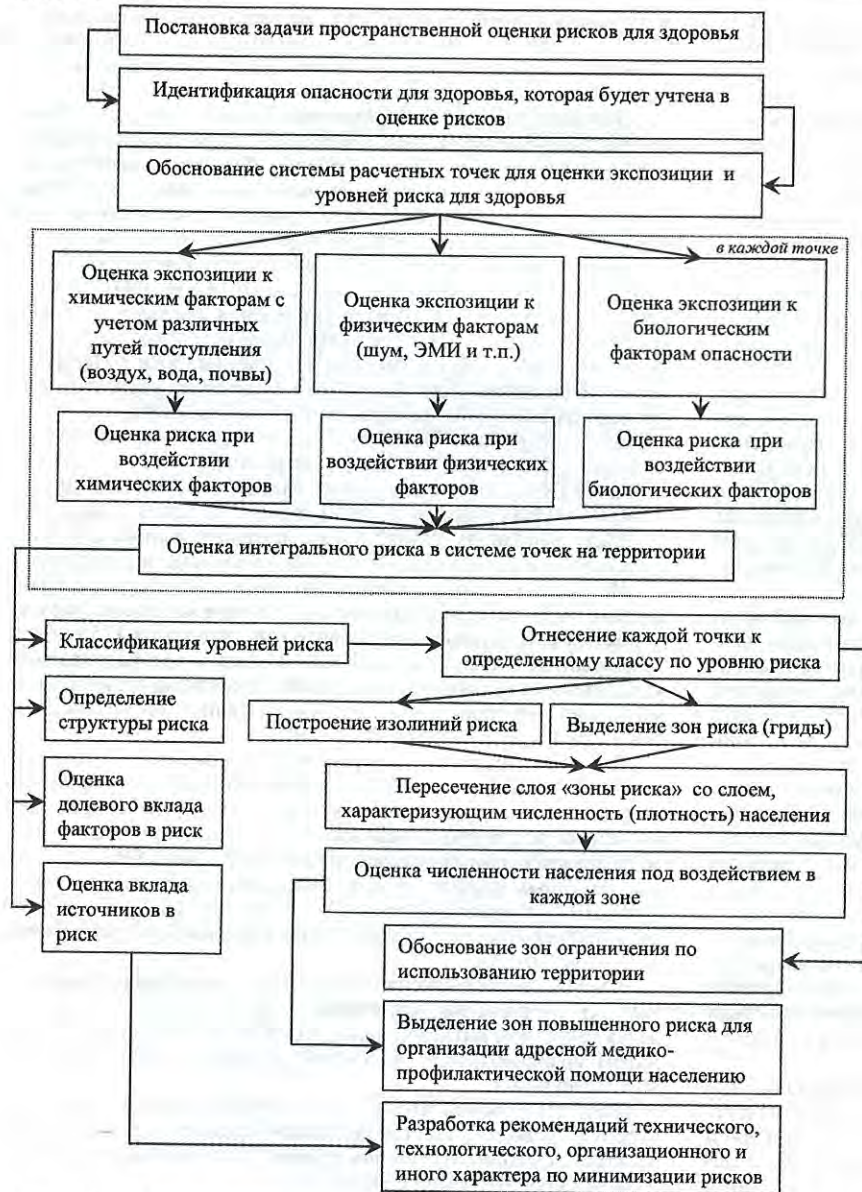 Постановка задачи пространственной оценки рисков для здоровья
Идентификация опасности для здоровья, которая будет учтена в
оценке рисков
Обоснование системы расчетных точек для оценки экспозиции и
уровней риска для здоровья
в каждой точке
Оценка экспозиции к
химическим факторам с
учетом различных
путей поступления
(воздух, вода, почвы)
Оценка экспозиции к
физическим факторам
(шум, ЭМИ и т.п.)
Оценка экспозиции к
биологическим
факторам опасности
Оценка риска при
воздействии
химических факторов
Оценка риска при
воздействии физических
факторов
Оценка риска при
воздействии
биологических факторов
Оценка интегрального риска в системе точек на территории
Классификация уровней риска
Отнесение каждой точки к
определенному классу по уровню риска
Определение
структуры риска
Построение изолиний риска
Выделение зон риска (гриды)
Оценка
долевого вклада
факторов в риск
Пересечение слоя «зоны риска» со слоем,
характеризующим численность (плотность) населения
Оценка вклада
источников в
риск
Оценка численности населения под воздействием в
каждой зоне
Обоснование зон ограничения по
использованию территории
Выделение зон повышенного риска для
организации адресной медико-
профилактической помощи населению
Разработка рекомендаций технического,
технологического, организационного и
иного характера по минимизации рисков